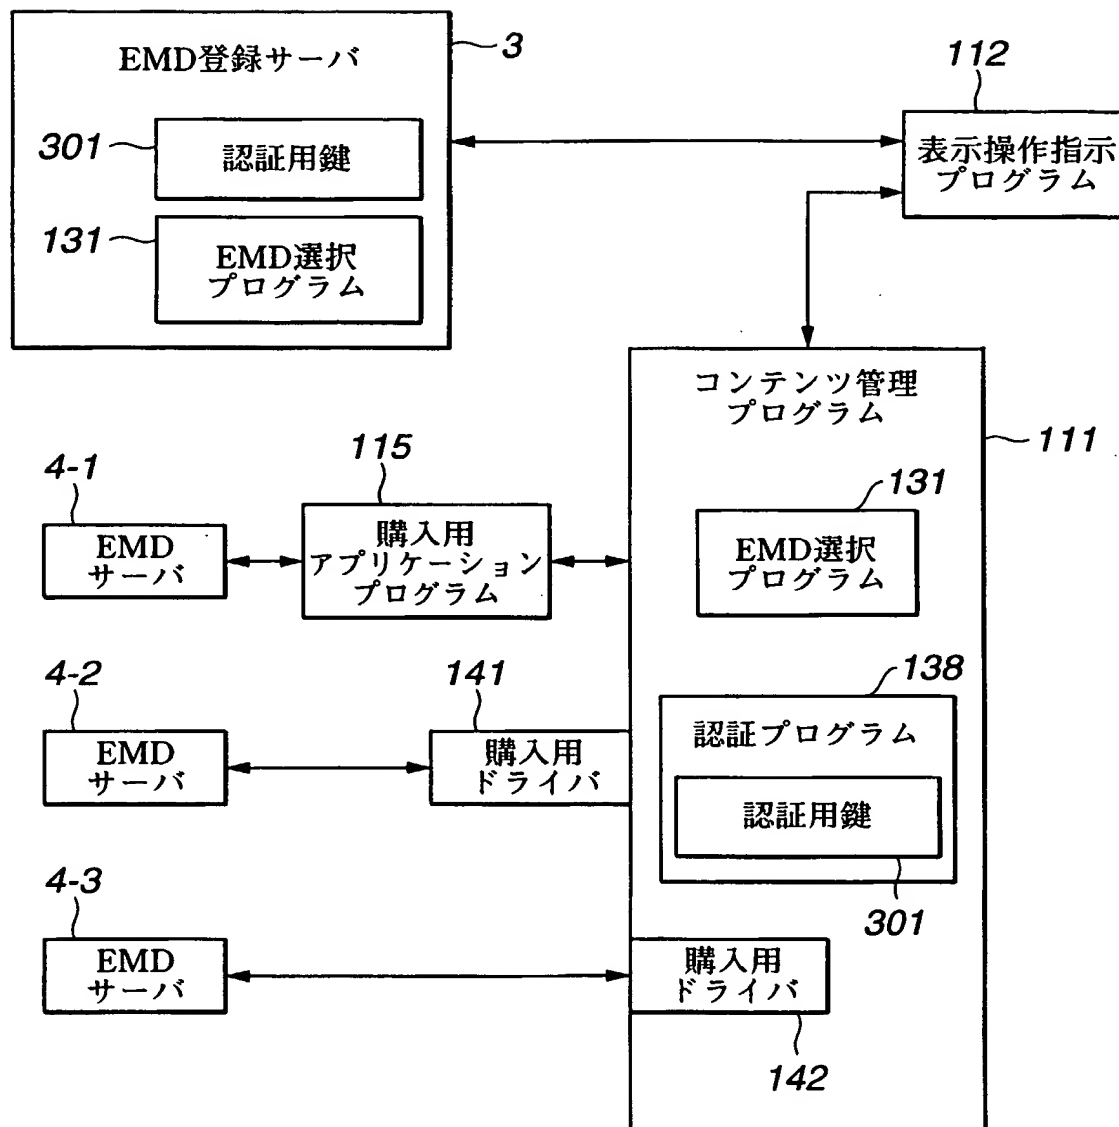 EMD登録サーバ
3
301
認証用鍵
131
EMD選択
プログラム
112
表示操作指示
プログラム
コンテンツ管理
プログラム
111
4-1
EMD
サーバ
115
購入用
アプリケーション
プログラム
131
EMD選択
プログラム
4-2
EMD
サーバ
141
購入用
ドライバ
138
認証プログラム
認証用鍵
301
4-3
EMD
サーバ
購入用
ドライバ
142